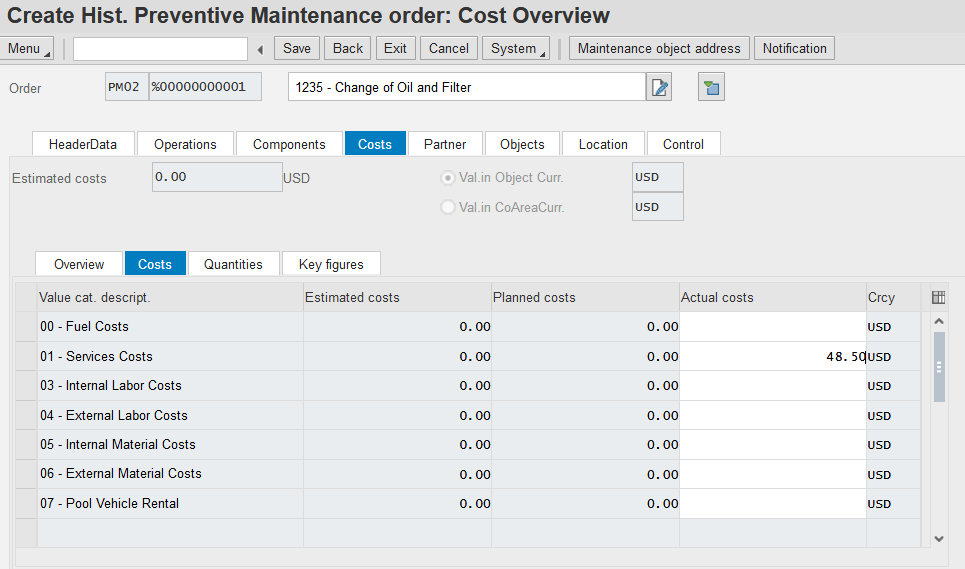 Create Hist. Preventive Maintenance order: Cost Overview
Menu Save Back Exit Cancel System Maintenance object address Notification
Order PM02 %00000000001 1235 - Change of Oil and Filter
HeaderData Operations Components Costs Partner Objects Location Control
Estimated costs 0.00 USD Val.in Object Curr. USD
Val.in CoAreaCurr. USD
Overview Costs Quantities Key figures
Value cat. descript. Estimated costs Planned costs Actual costs Crcy
00 - Fuel Costs 0.00 0.00 USD
01 - Services Costs 0.00 0.00 48.50 USD
03 - Internal Labor Costs 0.00 0.00 USD
04 - External Labor Costs 0.00 0.00 USD
05 - Internal Material Costs 0.00 0.00 USD
06 - External Material Costs 0.00 0.00 USD
07 - Pool Vehicle Rental 0.00 0.00 USD